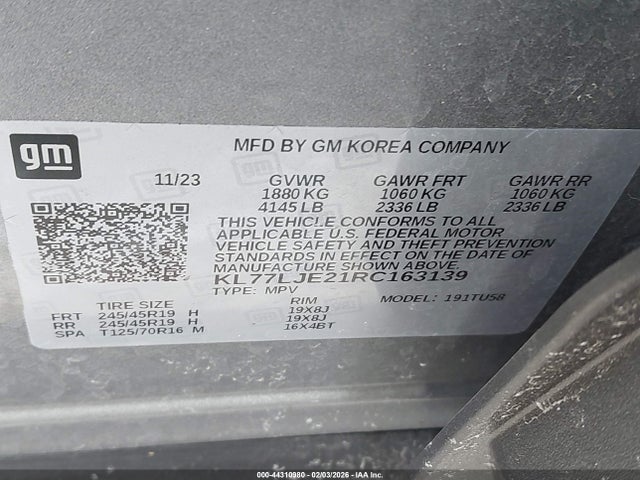 gm
MFD BY GM KOREA COMPANY
11/23 GVWR GAWR FRT GAWR RR
1880 KG 1060 KG 1060 KG
4145 LB 2336 LB 2336 LB
THIS VEHICLE CONFORMS TO ALL
APPLICABLE U.S. FEDERAL MOTOR
VEHICLE SAFETY AND THEFT PREVENTION
STANDARDS IN EFFECT ON THE DATE OF
MANUFACTURE SHOWN ABOVE.
KL77LJE21RC163139
TYPE: MPV MODEL: 191TU58
TIRE SIZE RIM
FRT 245/45R19 H 19X8J
RR 245/45R19 H 19X8J
SPA T125/70R16 M 16X4BT
000-44310980 - 02/03/2026 - IAA Inc.